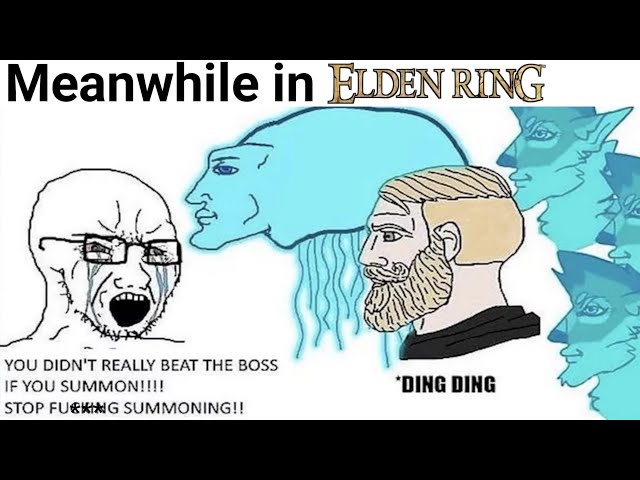 Meanwhile in ELDEN RING
YOU DIDN'T REALLY BEAT THE BOSS
IF YOU SUMMON!!!!
STOP FU***NG SUMMONING!!
*DING DING